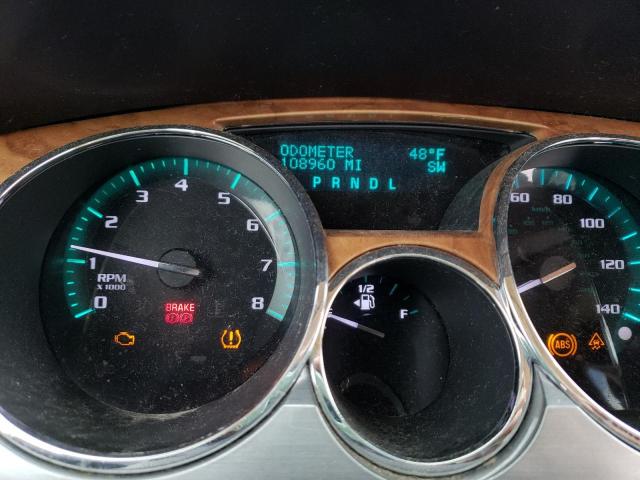 ODOMETER 48°F
108960 MI SW
P R N D L
0 1 2 3 4 5 6 7 8
RPM
X 1000
BRAKE
1/2
F
60 80 100 120 140
km/h
ABS